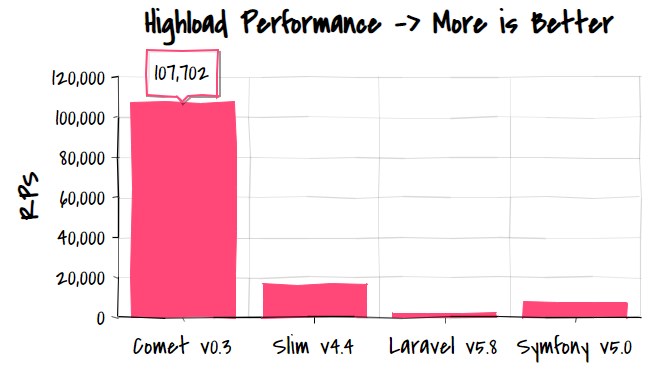 Highload Performance -> More is Better
107,702
120,000
100,000
80,000
60,000
40,000
20,000
0
RPS
Comet v0.3 Slim v4.4 Laravel v5.8 Symfony v5.0